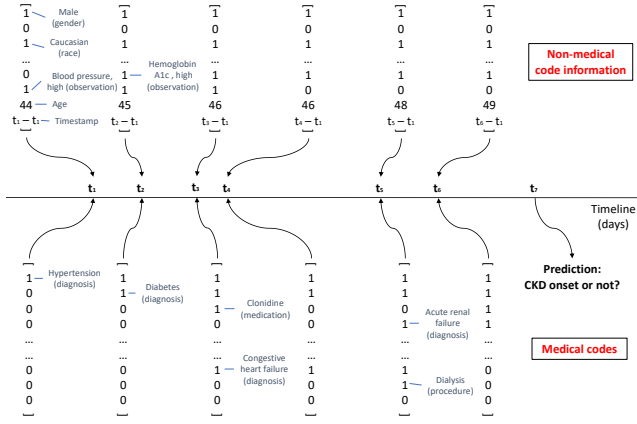 1 Male 1 1 1 1 1
(gender)
0 0 0 0 0 0
1 Caucasian 1 1 1 1 1
(race)
... ... ... ... ... ...
0 Blood pressure, high (observation) 1 Hemoglobin A1c , high (observation) 1 1 1 1
1 1 1 0 0 0
44 Age 45 46 46 48 49
t₁ – t₁ Timestamp t₂ – t₁ t₃ – t₁ t₄ – t₁ t₅ – t₁ t₆ – t₁
Non-medical
code information
t₁ t₂ t₃ t₄ t₅ t₆ t₇
Timeline
(days)
Prediction:
CKD onset or not?
1 Hypertension 1 1 1 1 1
(diagnosis)
0 1 Diabetes 1 1 1 1
(diagnosis)
0 0 1 Clonidine 0 0 1
(medication)
0 0 0 0 1 Acute renal failure (diagnosis) 1
... ... ... ... ... ...
... ... ... ... ... ...
0 0 1 Congestive heart failure (diagnosis) 1 1 0
0 0 0 0 1 Dialysis 0
(procedure)
0 0 0 0 0 0
Medical codes